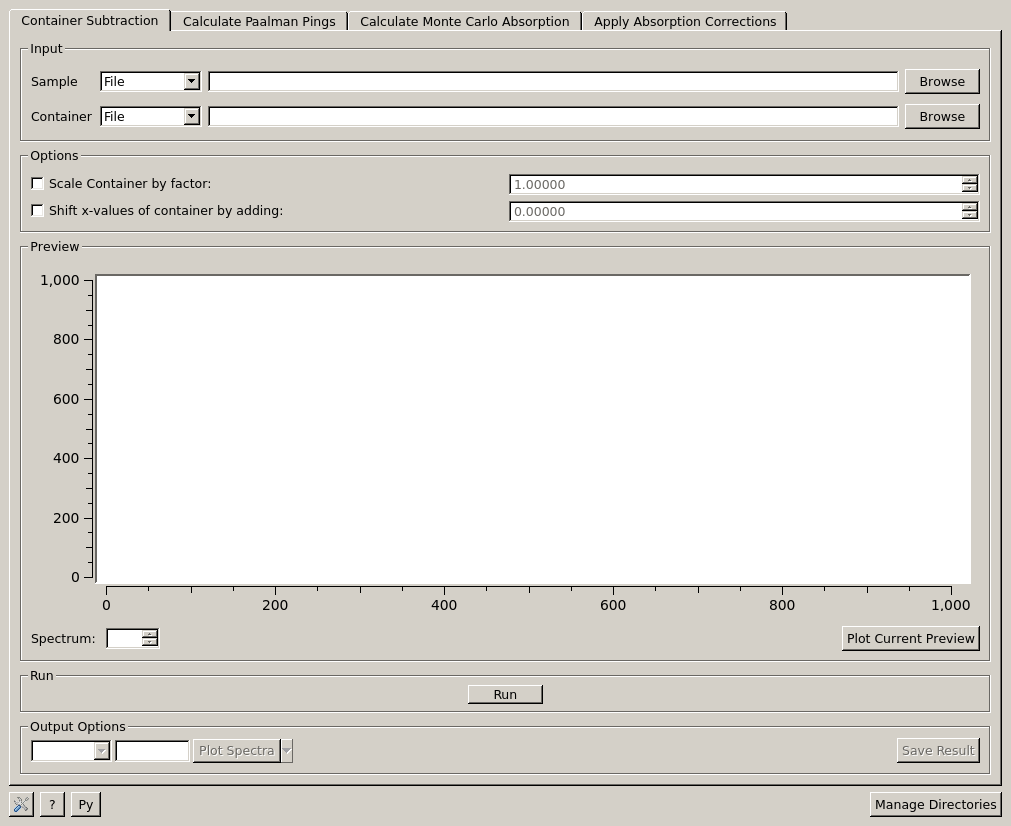 Container Subtraction Calculate Paalman Pings Calculate Monte Carlo Absorption Apply Absorption Corrections
Input
Sample File Browse
Container File Browse
Options
Scale Container by factor: 1.00000
Shift x-values of container by adding: 0.00000
Preview
1,000
800
600
400
200
0
0 200 400 600 800 1,000
Spectrum: Plot Current Preview
Run
Run
Output Options
Plot Spectra Save Result
? Py Manage Directories